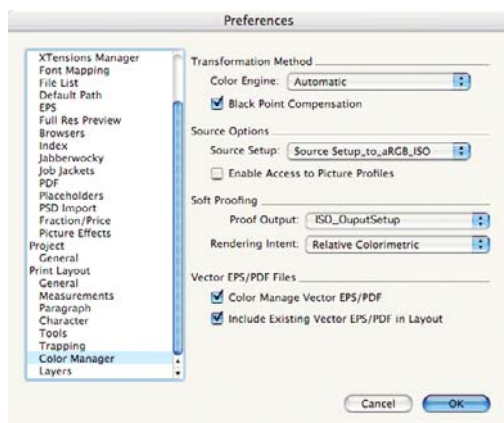 Preferences
XTensions Manager
Font Mapping
File List
Default Path
EPS
Full Res Preview
Browsers
Index
Jabberwocky
Job Jackets
PDF
Placeholders
PSD Import
Fraction/Price
Picture Effects
Project
General
Print Layout
General
Measurements
Paragraph
Character
Tools
Trapping
Color Manager
Layers
Transformation Method
Color Engine: Automatic
Black Point Compensation
Source Options
Source Setup: Source Setup_to_aRGB_ISO
Enable Access to Picture Profiles
Soft Proofing
Proof Output: ISO_OuputSetup
Rendering Intent: Relative Colorimetric
Vector EPS/PDF Files
Color Manage Vector EPS/PDF
Include Existing Vector EPS/PDF in Layout
Cancel OK